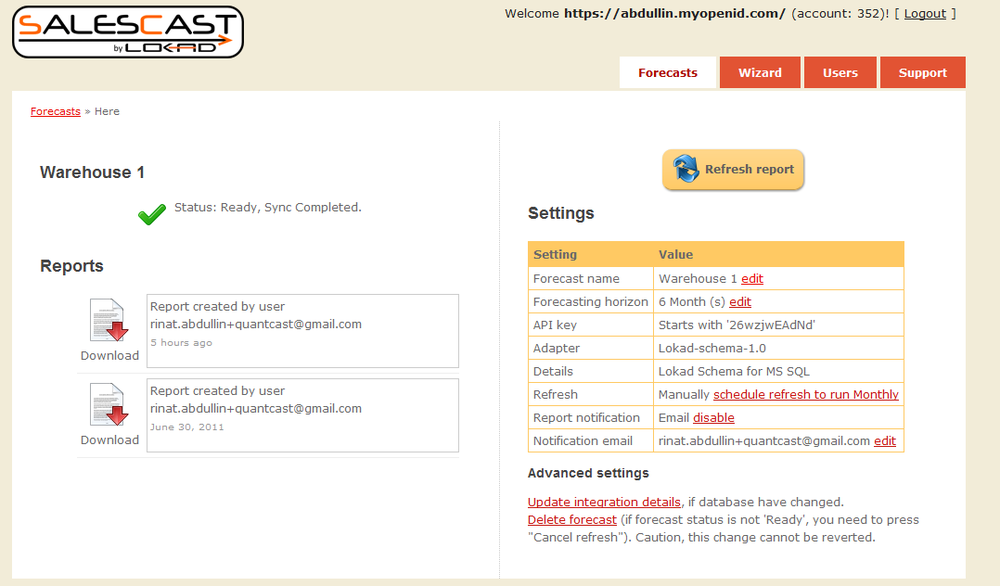 SALESCAST
by LOKAD
Welcome https://abdullin.myopenid.com/ (account: 352)! [ Logout ]
Forecasts Wizard Users Support
Forecasts » Here
Warehouse 1
Status: Ready, Sync Completed.
Reports
Report created by user
rinat.abdullin+quantcast@gmail.com
5 hours ago
Download
Report created by user
rinat.abdullin+quantcast@gmail.com
June 30, 2011
Download
Refresh report
Settings
Setting Value
Forecast name Warehouse 1 edit
Forecasting horizon 6 Month (s) edit
API key Starts with '26wzjwEAdNd'
Adapter Lokad-schema-1.0
Details Lokad Schema for MS SQL
Refresh Manually schedule refresh to run Monthly
Report notification Email disable
Notification email rinat.abdullin+quantcast@gmail.com edit
Advanced settings
Update integration details, if database have changed.
Delete forecast (if forecast status is not 'Ready', you need to press
"Cancel refresh"). Caution, this change cannot be reverted.